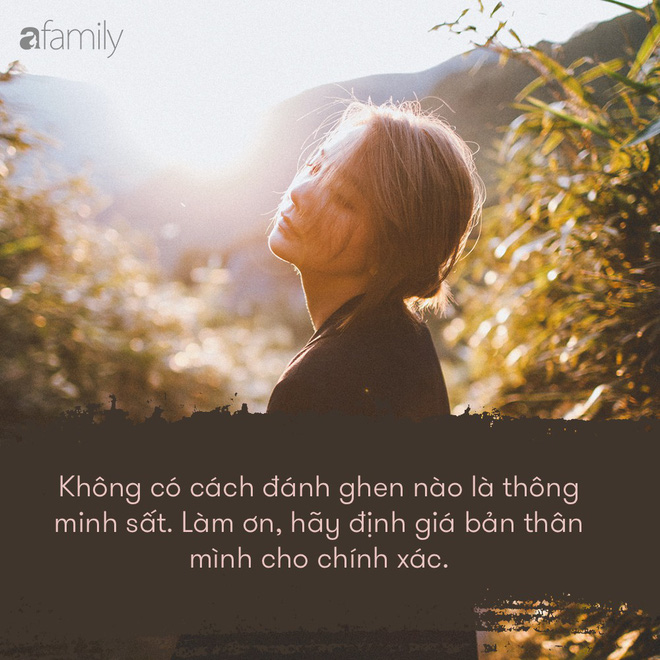 afamily
Không có cách đánh ghen nào là thông
minh sất. Làm ơn, hãy định giá bản thân
mình cho chính xác.